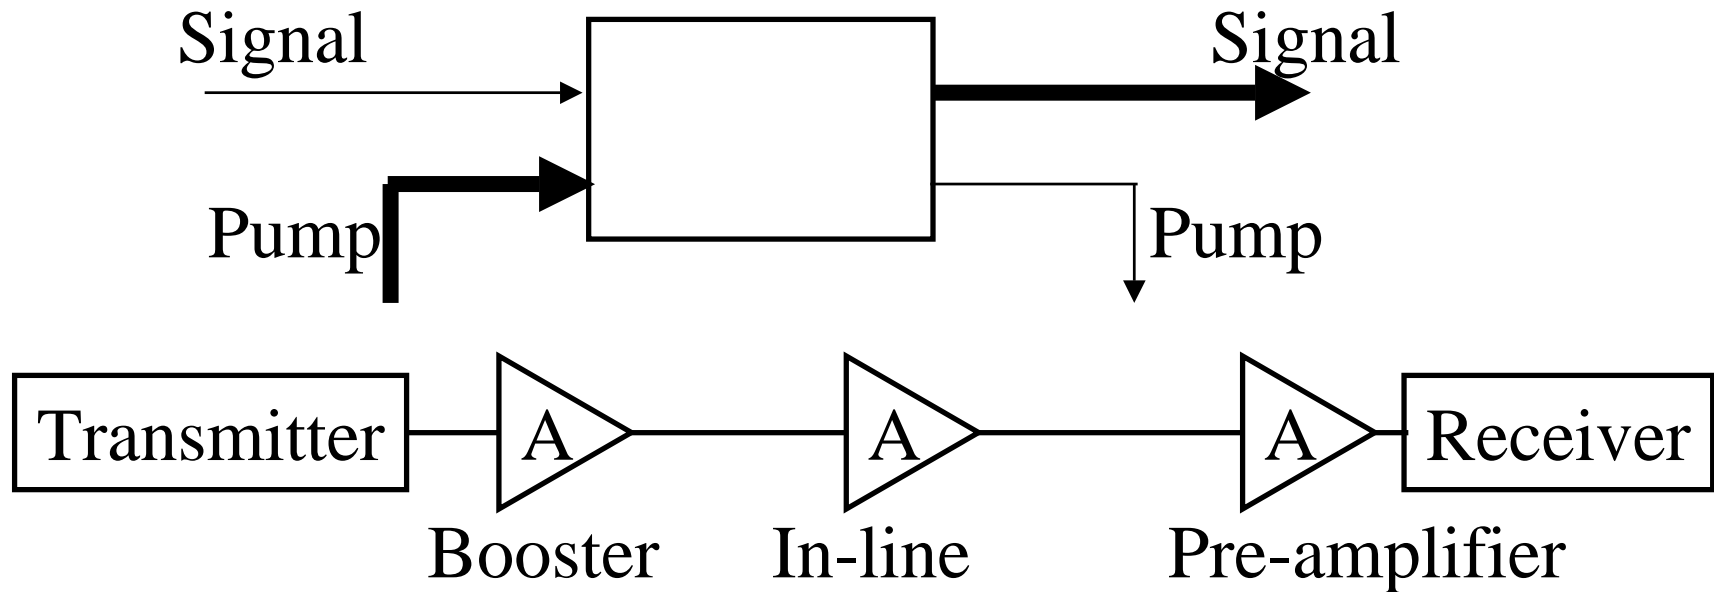 Signal
Signal
Pump
Pump
Transmitter
A
A
A
Receiver
Booster
In-line
Pre-amplifier